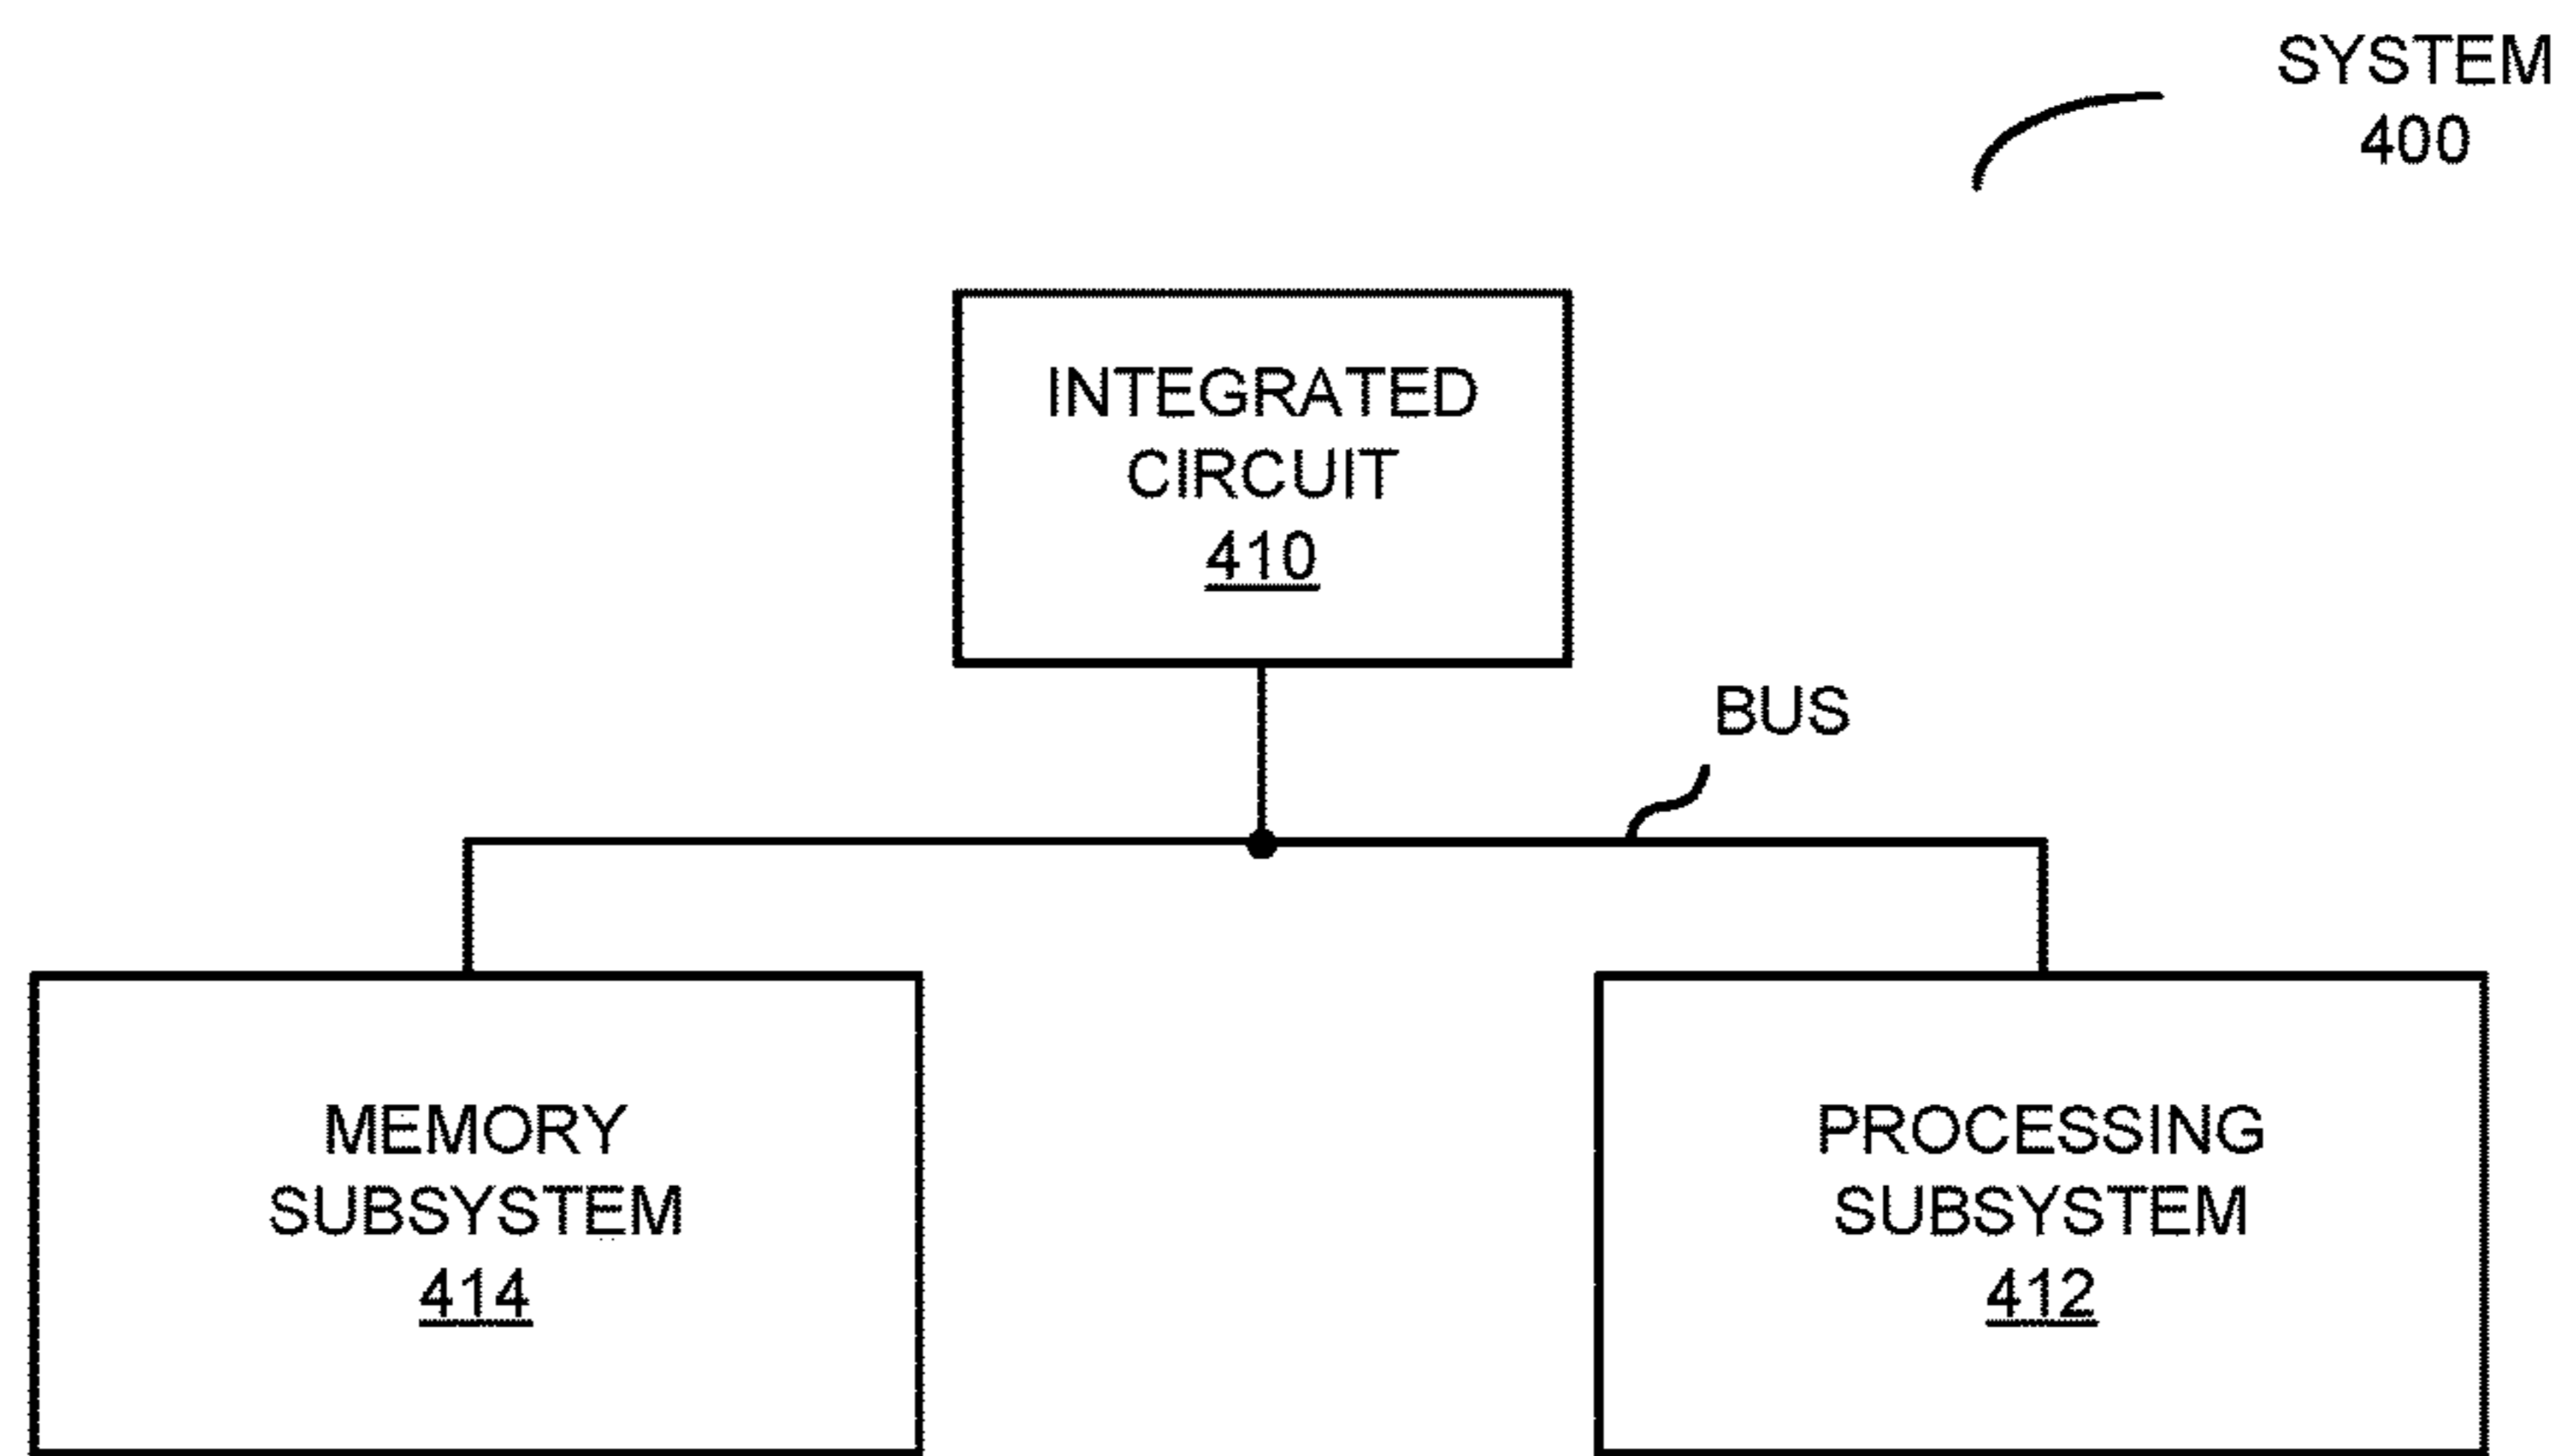 SYSTEM
400
INTEGRATED
CIRCUIT
410
BUS
MEMORY
SUBSYSTEM
414
PROCESSING
SUBSYSTEM
412